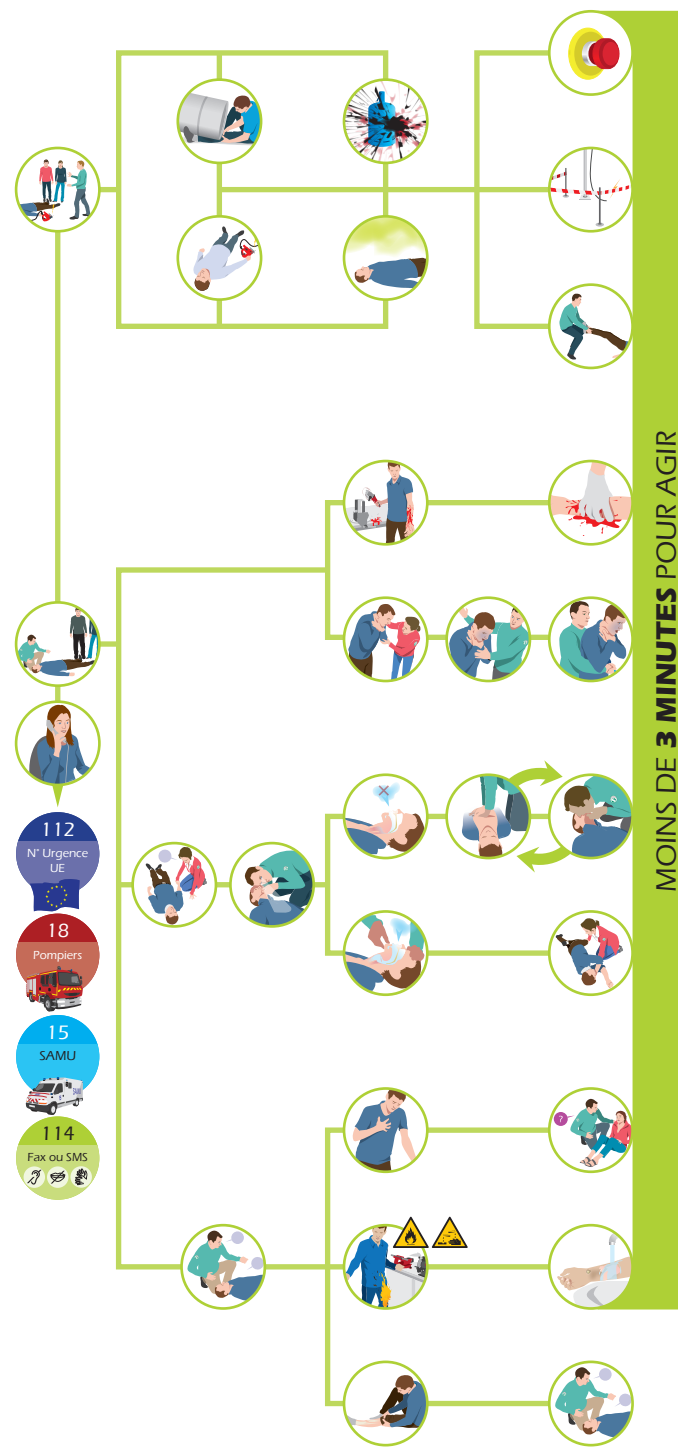 112
N° Urgence
UE
18
Pompiers
15
SAMU
114
Fax ou SMS
?
MOINS DE 3 MINUTES POUR AGIR